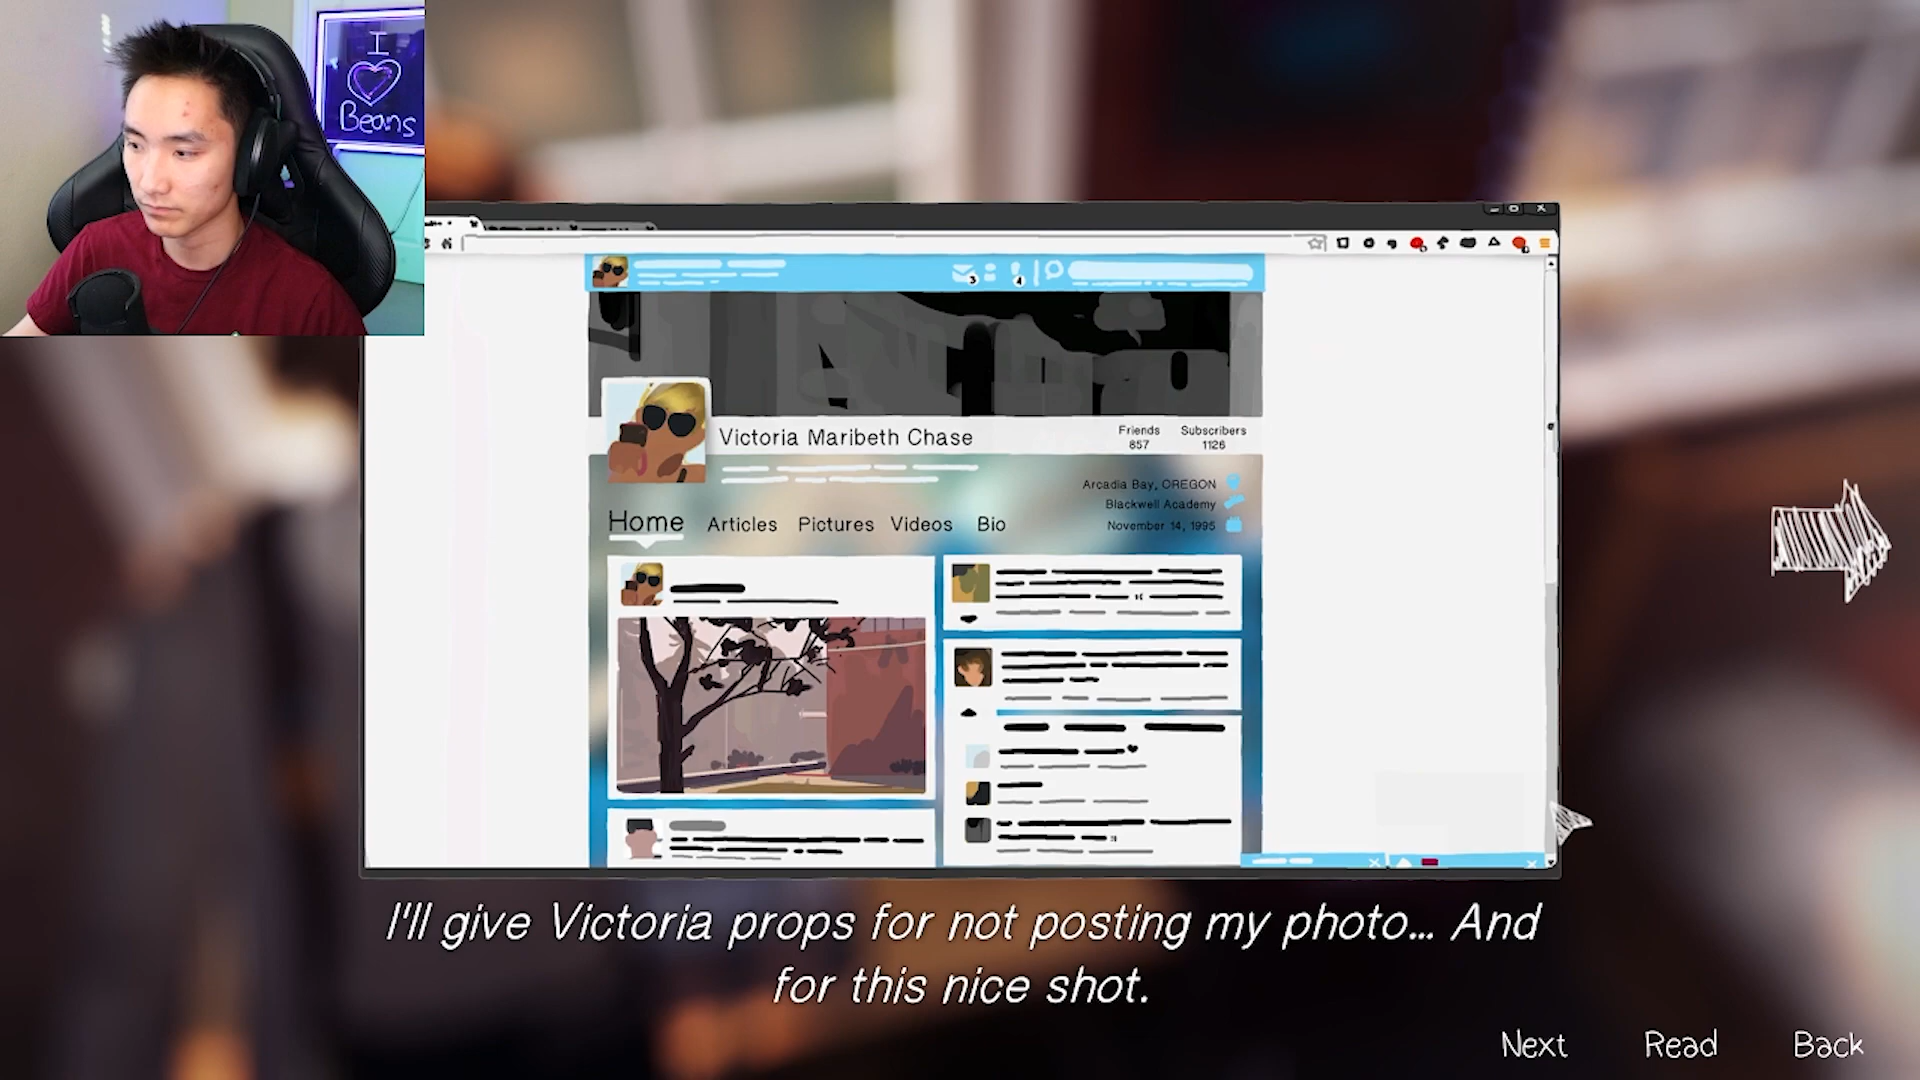 I
Beans
3
4
Victoria Maribeth Chase
Friends
857
Subscribers
1126
Arcadia Bay, OREGON
Blackwell Academy
November 14, 1995
Home Articles Pictures Videos Bio
I'll give Victoria props for not posting my photo... And
for this nice shot.
Next Read Back